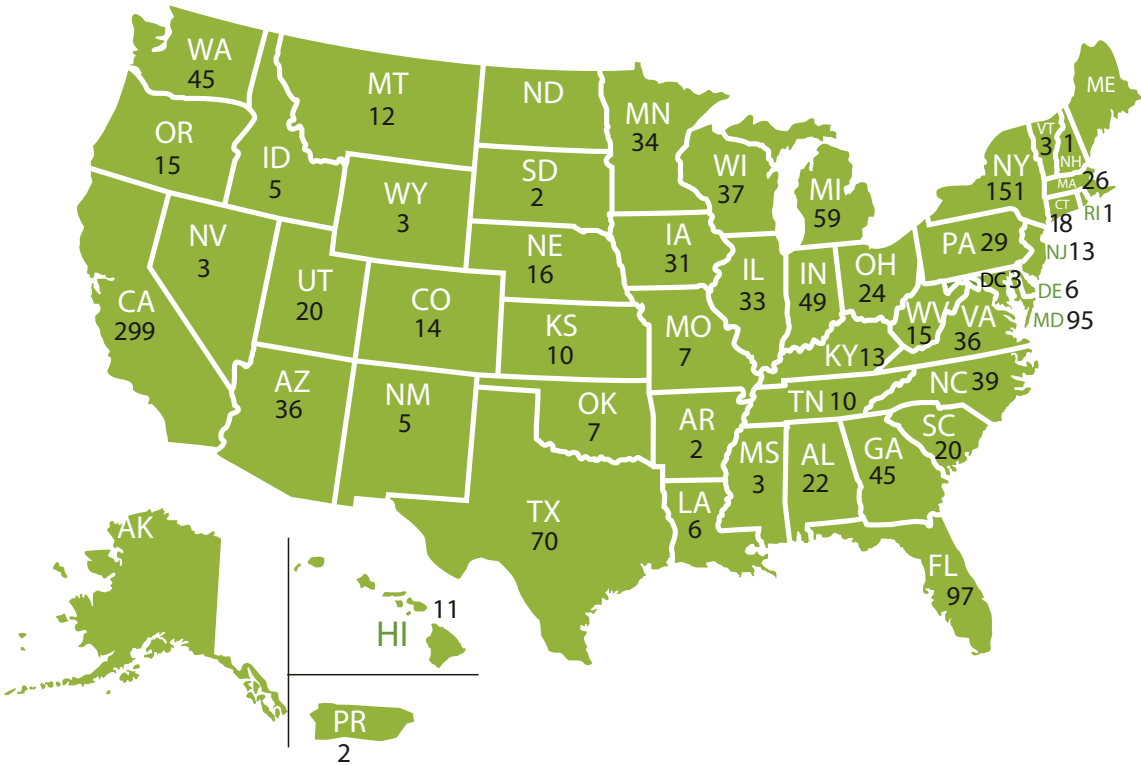 WA
45
OR
15
CA
299
NV
3
ID
5
MT
12
WY
3
UT
20
CO
14
AZ
36
NM
5
ND
SD
2
NE
16
KS
10
OK
7
TX
70
MN
34
IA
31
MO
7
AR
2
LA
6
WI
37
IL
33
MI
59
IN
49
OH
24
KY 13
TN 10
MS
3
AL
22
GA
45
FL
97
SC
20
NC 39
VA
36
WV
15
PA 29
NY
151
VT
3
1
NH
ME
MA 26
CT
18
RI 1
NJ 13
DC 3
DE 6
MD 95
AK
HI
11
PR
2